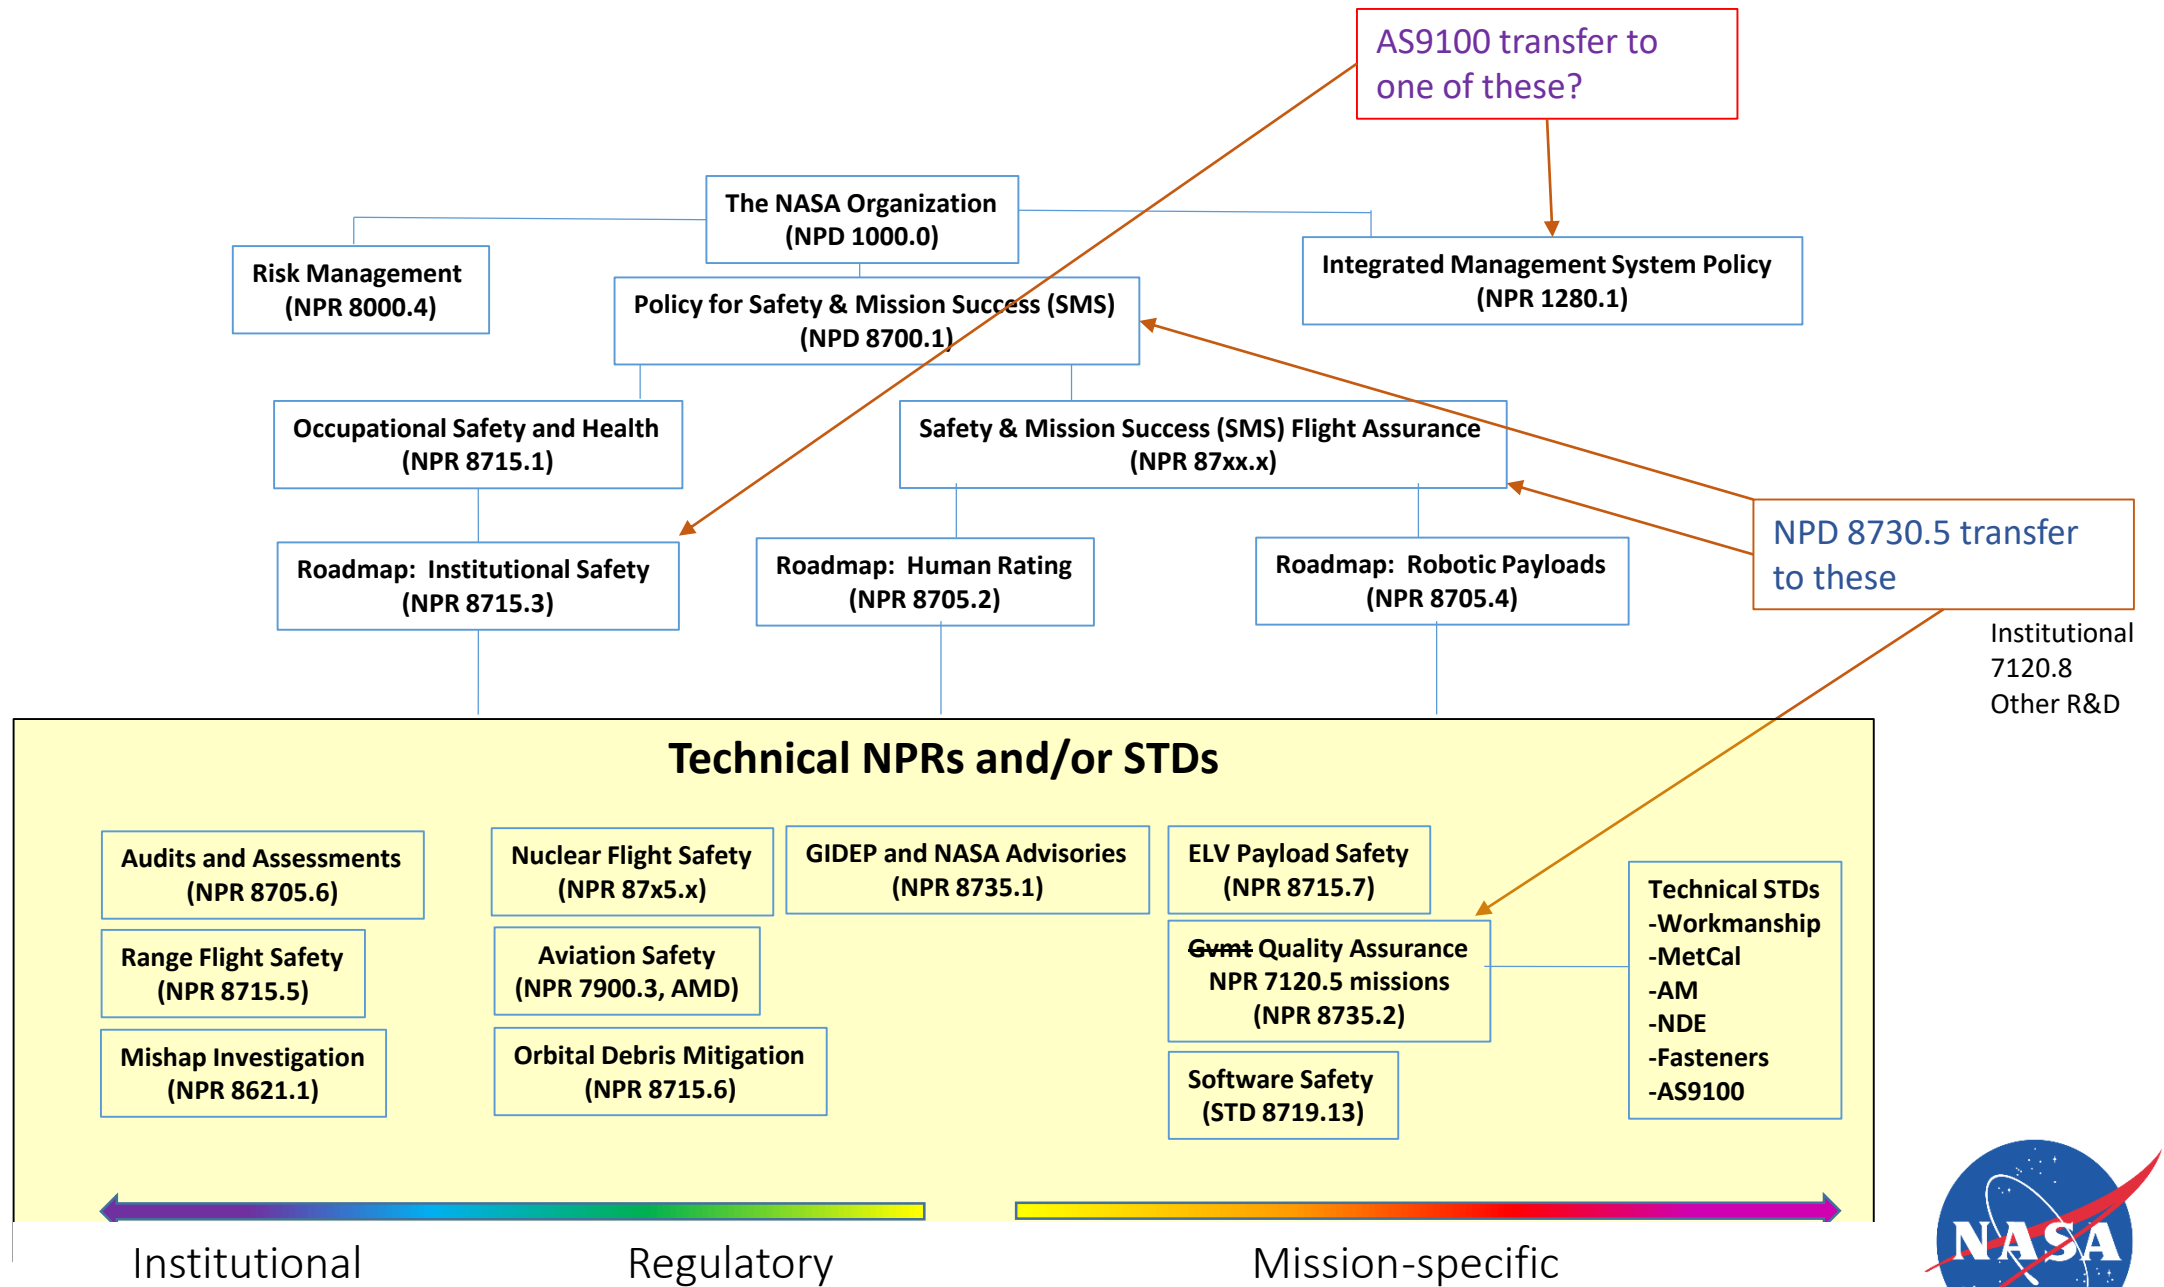 AS9100 transfer to
one of these?
The NASA Organization
(NPD 1000.0)
Risk Management
(NPR 8000.4)
Integrated Management System Policy
(NPR 1280.1)
Policy for Safety & Mission Success (SMS)
(NPD 8700.1)
Occupational Safety and Health
(NPR 8715.1)
Safety & Mission Success (SMS) Flight Assurance
(NPR 87xx.x)
NPD 8730.5 transfer
to these
Roadmap:  Institutional Safety
(NPR 8715.3)
Roadmap:  Human Rating
(NPR 8705.2)
Roadmap:  Robotic Payloads
(NPR 8705.4)
Institutional
7120.8
Other R&D
Technical NPRs and/or STDs
Audits and Assessments
(NPR 8705.6)
Range Flight Safety
(NPR 8715.5)
Mishap Investigation
(NPR 8621.1)
Nuclear Flight Safety
(NPR 87x5.x)
Aviation Safety
(NPR 7900.3, AMD)
Orbital Debris Mitigation
(NPR 8715.6)
GIDEP and NASA Advisories
(NPR 8735.1)
ELV Payload Safety
(NPR 8715.7)
Gvmt Quality Assurance
NPR 7120.5 missions
(NPR 8735.2)
Software Safety
(STD 8719.13)
Technical STDs
-Workmanship
-MetCal
-AM
-NDE
-Fasteners
-AS9100
Institutional
Regulatory
Mission-specific
NASA